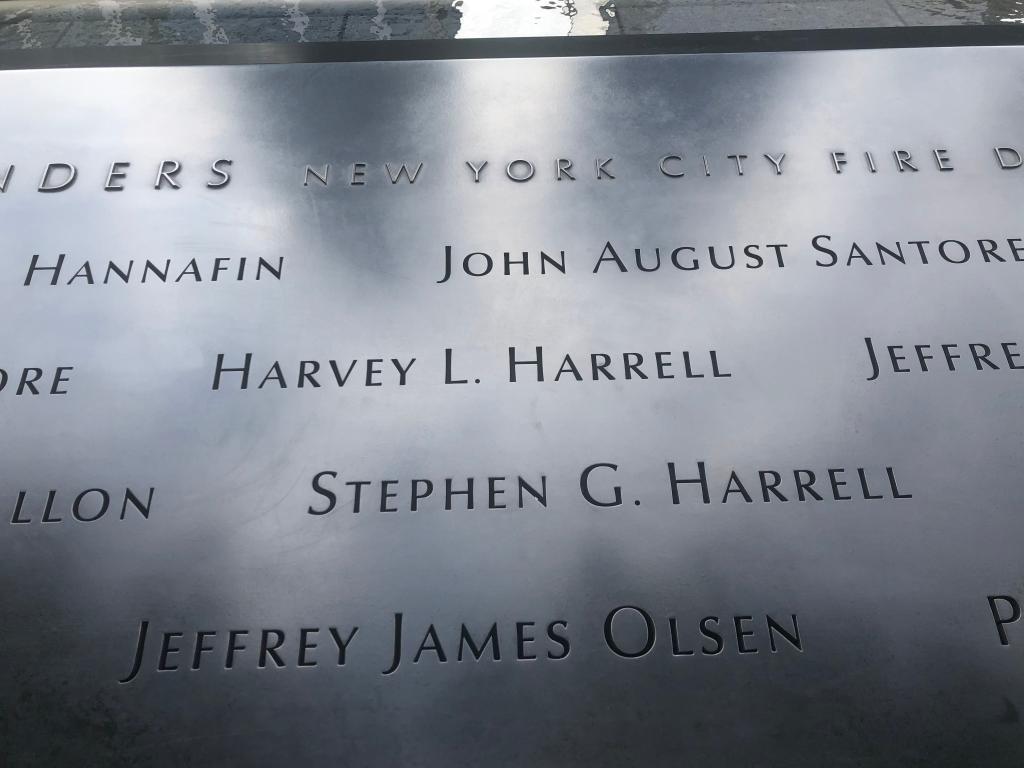 NDERS NEW YORK CITY FIRE D
HANNAFIN JOHN AUGUST SANTORE
ORE HARVEY L. HARRELL JEFFRE
LLON STEPHEN G. HARRELL
JEFFREY JAMES OLSEN P